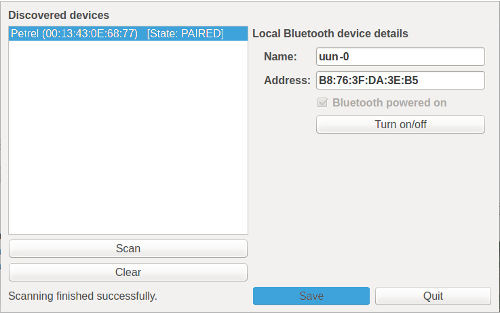 Discovered devices
Petrel (00:13:43:0E:68:77) [State: PAIRED]
Local Bluetooth device details
Name: uun-0
Address: B8:76:3F:DA:3E:B5
Bluetooth powered on
Turn on/off
Scan
Clear
Scanning finished successfully.
Save
Quit